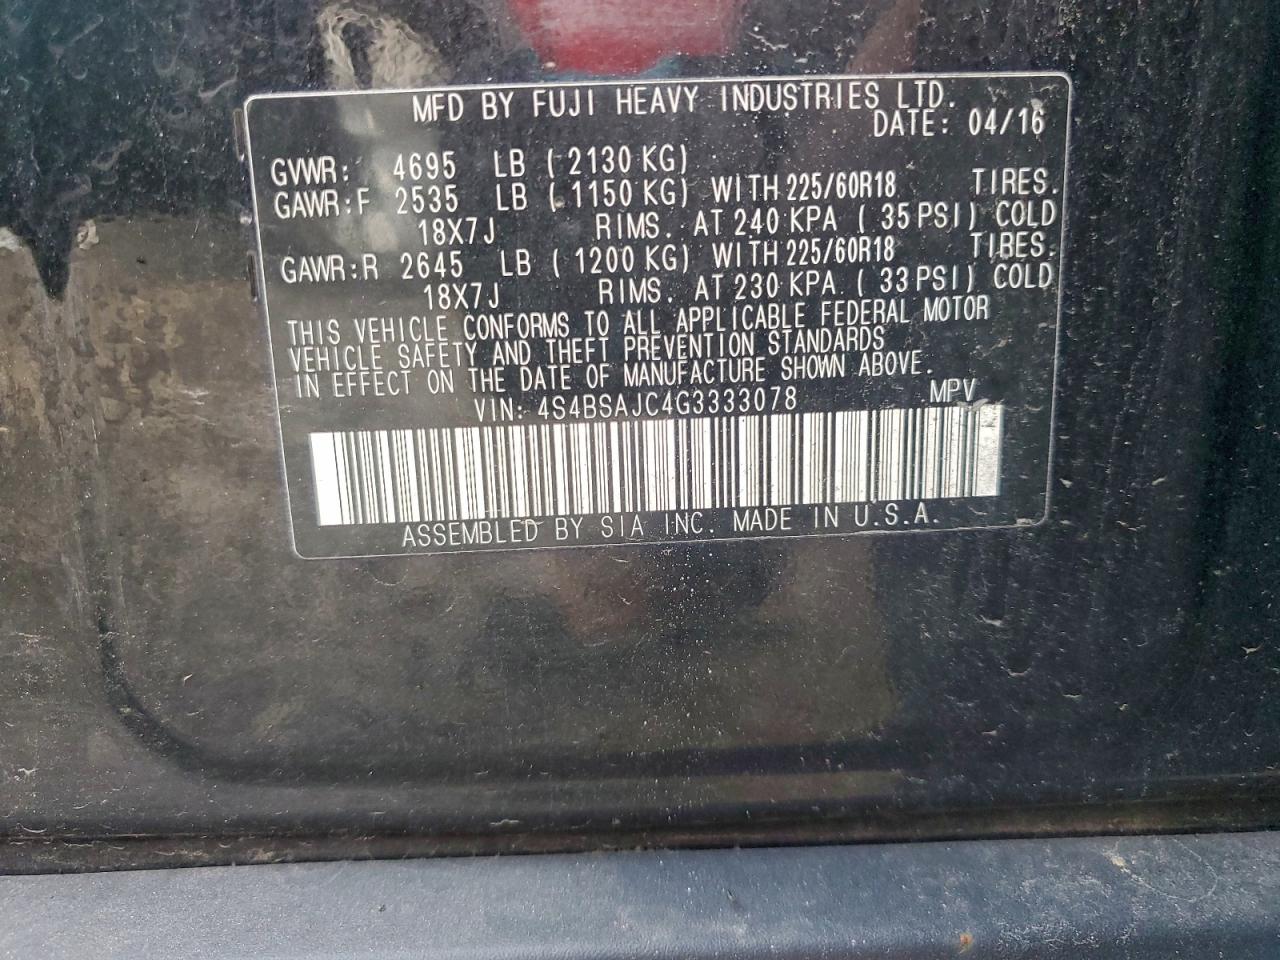 MFD BY FUJI HEAVY INDUSTRIES LTD.
DATE: 04/16
GVWR: 4695 LB ( 2130 KG)
GAWR:F 2535 LB ( 1150 KG) WITH 225/60R18 TIRES.
18X7J RIMS. AT 240 KPA ( 35 PSI) COLD
GAWR:R 2645 LB ( 1200 KG) WITH 225/60R18 TIRES.
18X7J RIMS. AT 230 KPA ( 33 PSI) COLD
THIS VEHICLE CONFORMS TO ALL APPLICABLE FEDERAL MOTOR
VEHICLE SAFETY AND THEFT PREVENTION STANDARDS
IN EFFECT ON THE DATE OF MANUFACTURE SHOWN ABOVE.
VIN: 4S4BSAJC4G3333078 MPV
ASSEMBLED BY SIA INC. MADE IN U.S.A.